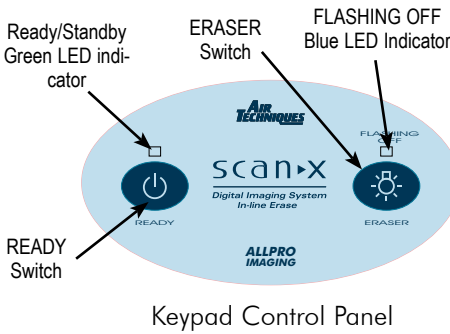 Ready/Standby
Green LED indi-
cator
ERASER
Switch
FLASHING OFF
Blue LED Indicator
AIR
TECHNIQUES
FLASHING
OFF
scan x
Digital Imaging System
In-line Erase
READY
ERASER
READY
Switch
ALLPRO
IMAGING
Keypad Control Panel